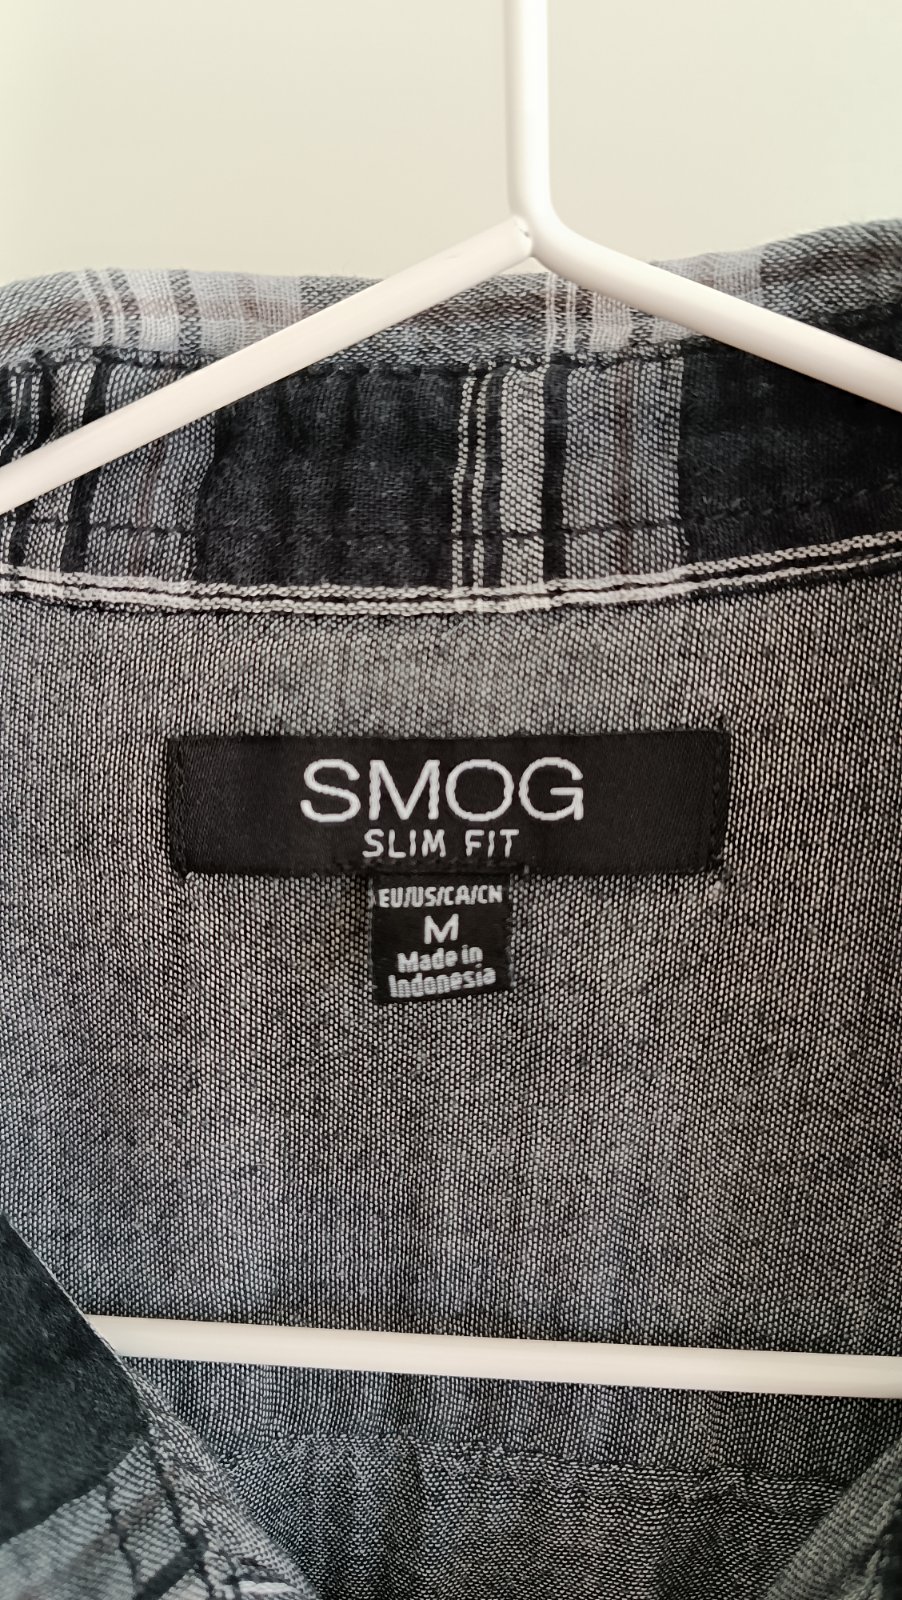 SMOG
SLIM FIT
EU/US/CA/CN
M
Made in
Indonesia